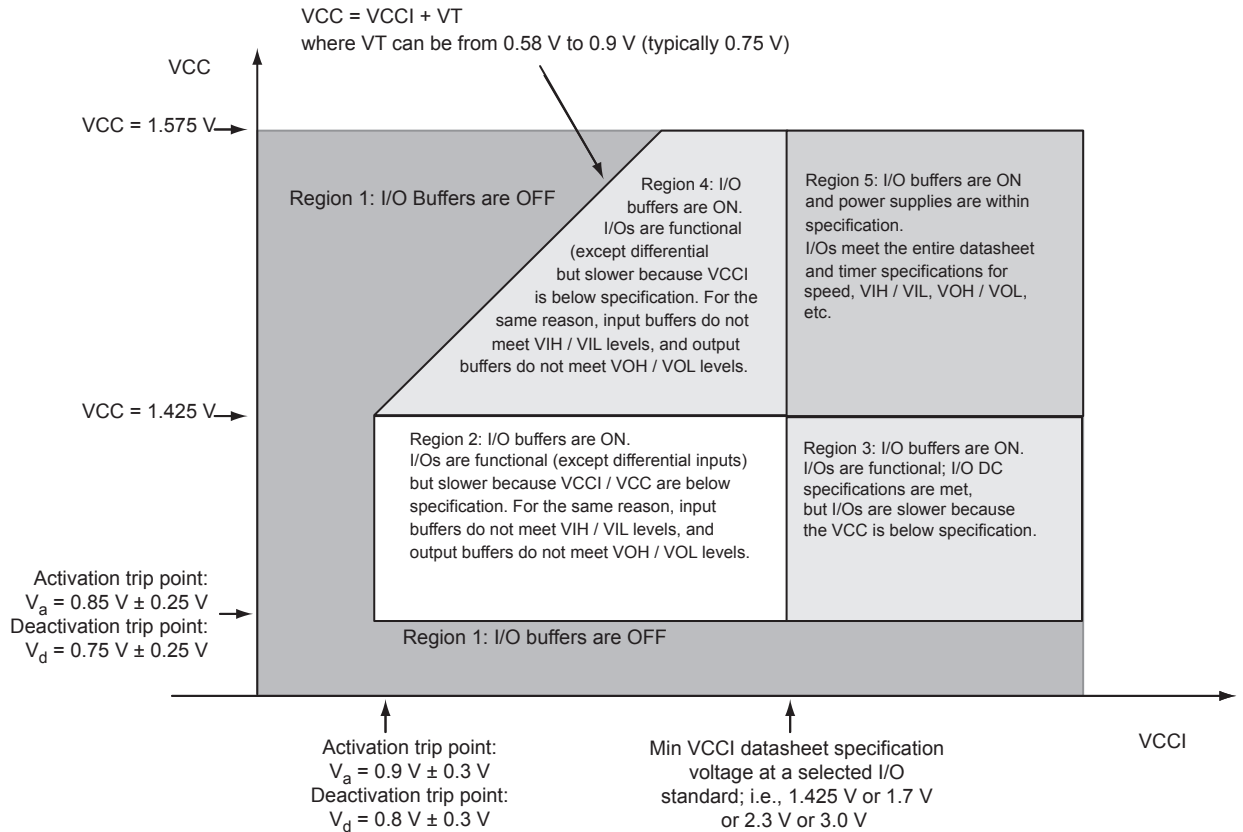 VCC = VCCI + VT
where VT can be from 0.58 V to 0.9 V (typically 0.75 V)
VCC
VCC = 1.575 V
Region 1: I/O Buffers are OFF
Region 4: I/O
buffers are ON.
I/Os are functional
(except differential
but slower because VCCI
is below specification. For the
same reason, input buffers do not
meet VIH / VIL levels, and output
buffers do not meet VOH / VOL levels.
Region 5: I/O buffers are ON
and power supplies are within
specification.
I/Os meet the entire datasheet
and timer specifications for
speed, VIH / VIL, VOH / VOL,
etc.
VCC = 1.425 V
Region 2: I/O buffers are ON.
I/Os are functional (except differential inputs)
but slower because VCCI / VCC are below
specification. For the same reason, input
buffers do not meet VIH / VIL levels, and
output buffers do not meet VOH / VOL levels.
Region 3: I/O buffers are ON.
I/Os are functional; I/O DC
specifications are met,
but I/Os are slower because
the VCC is below specification.
Activation trip point:
Va = 0.85 V ± 0.25 V
Deactivation trip point:
Vd = 0.75 V ± 0.25 V
Region 1: I/O buffers are OFF
Activation trip point:
Va = 0.9 V ± 0.3 V
Deactivation trip point:
Vd = 0.8 V ± 0.3 V
Min VCCI datasheet specification
voltage at a selected I/O
standard; i.e., 1.425 V or 1.7 V
or 2.3 V or 3.0 V
VCCI